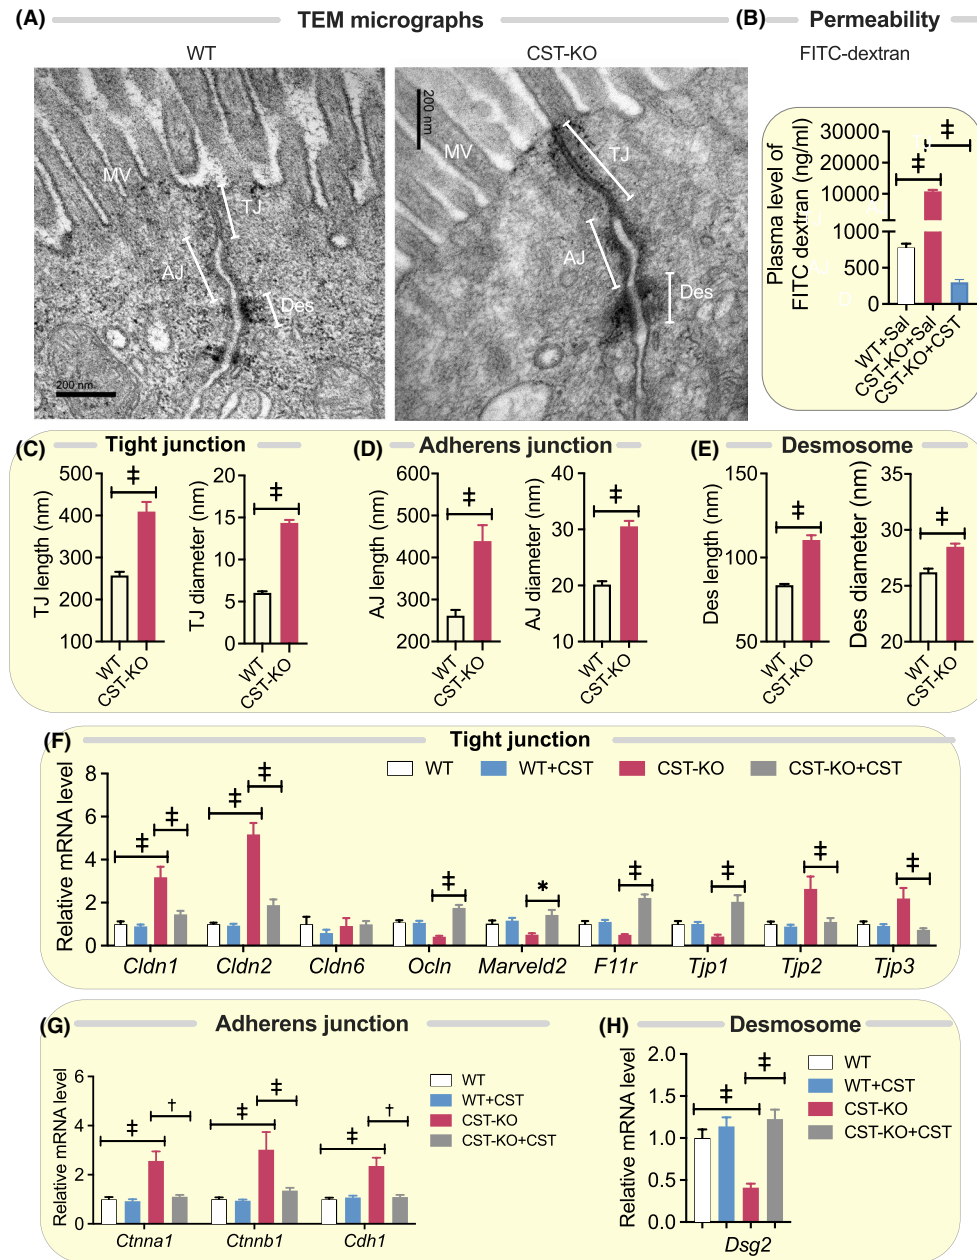 (A) TEM micrographs
WT
CST-KO
MV
TJ
AJ
Des
200 nm
200 nm
MV
TJ
AJ
Des
(B) Permeability
FITC-dextran
Plasma level of
FITC dextran (ng/ml)
30000
20000
10000
1000
500
0
‡
‡
WT+Sal
CST-KO+Sal
CST-KO+CST
(C) Tight junction
TJ length (nm)
500
400
300
200
100
‡
WT
CST-KO
TJ diameter (nm)
20
15
10
5
0
‡
WT
CST-KO
(D) Adherens junction
AJ length (nm)
600
500
400
300
200
‡
WT
CST-KO
AJ diameter (nm)
40
30
20
10
‡
WT
CST-KO
(E) Desmosome
Des length (nm)
150
100
50
‡
WT
CST-KO
Des diameter (nm)
35
30
25
20
‡
WT
CST-KO
(F) Tight junction
WT WT+CST CST-KO CST-KO+CST
Relative mRNA level
8
6
4
2
0
‡ ‡ ‡ ‡ ‡ * ‡ ‡ ‡ ‡
Cldn1 Cldn2 Cldn6 Ocln Marveld2 F11r Tjp1 Tjp2 Tjp3
(G) Adherens junction
WT
WT+CST
CST-KO
CST-KO+CST
Relative mRNA level
6
4
2
0
‡ † ‡ ‡ ‡ †
Ctnna1 Ctnnb1 Cdh1
(H) Desmosome
WT
WT+CST
CST-KO
CST-KO+CST
Relative mRNA level
2.0
1.5
1.0
0.5
0.0
‡ ‡
Dsg2